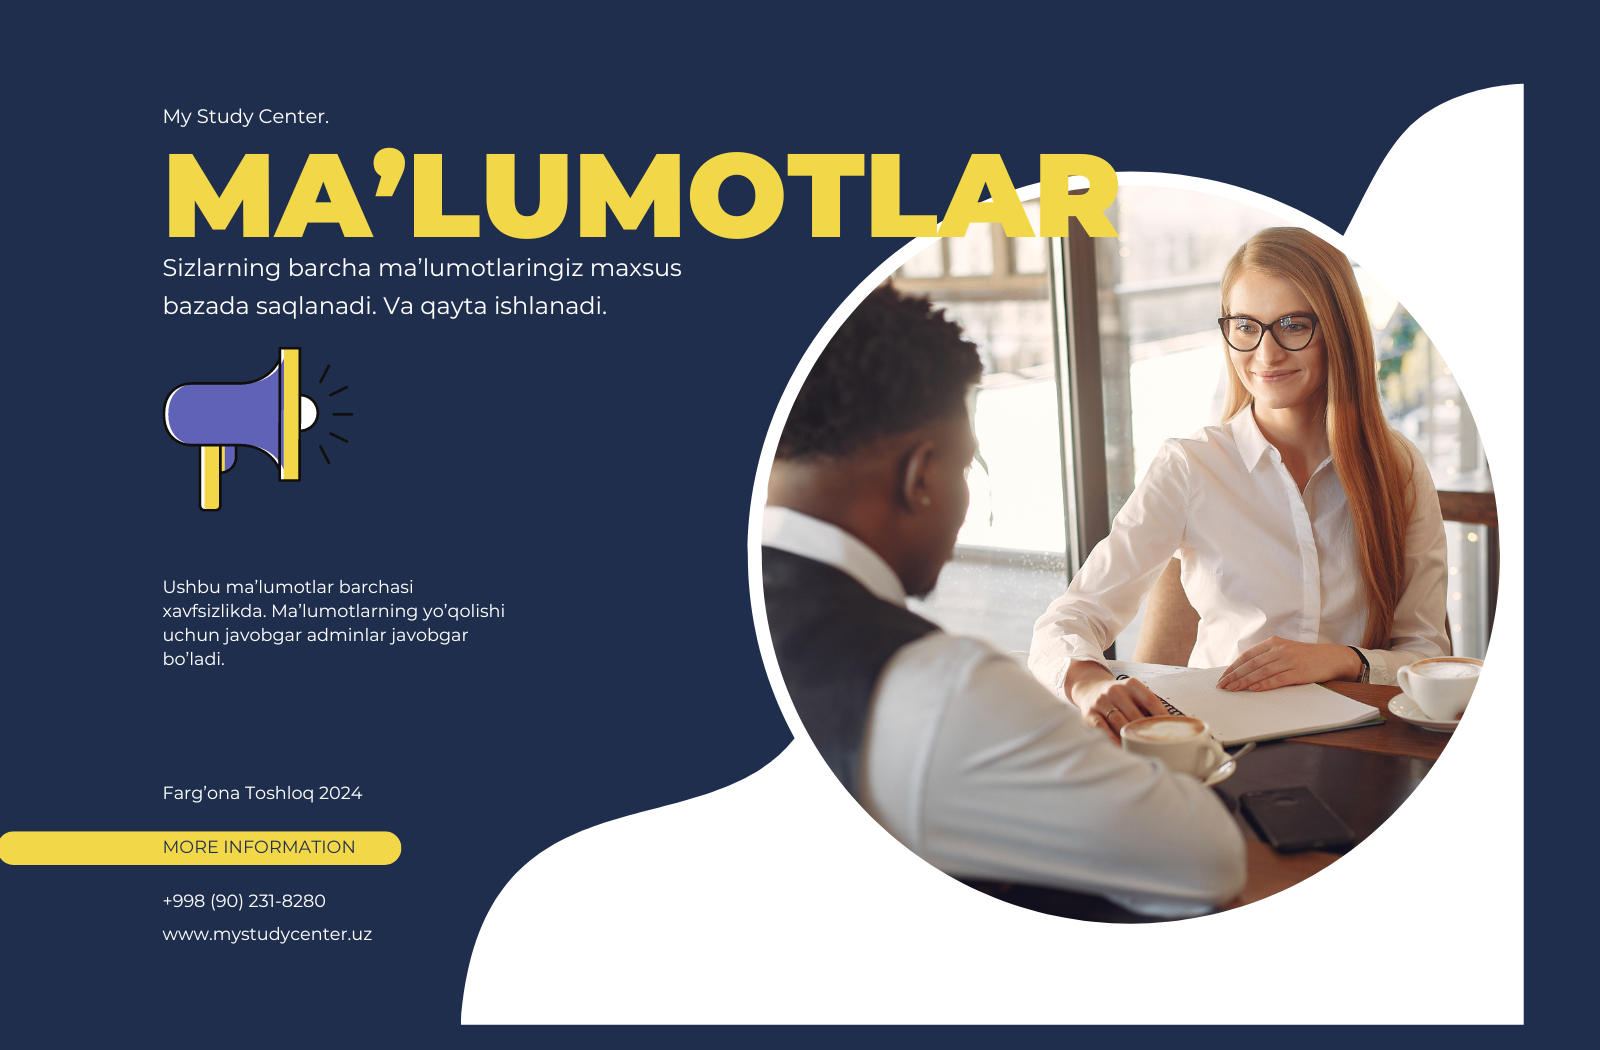 My Study Center.
MA’LUMOTLAR
Sizlarning barcha ma’lumotlaringiz maxsus
bazada saqlanadi. Va qayta ishlanadi.
Ushbu ma’lumotlar barchasi
xavfsizlikda. Ma’lumotlarning yo’qolishi
uchun javobgar adminlar javobgar
bo’ladi.
Farg’ona Toshloq 2024
MORE INFORMATION
+998 (90) 231-8280
www.mystudycenter.uz